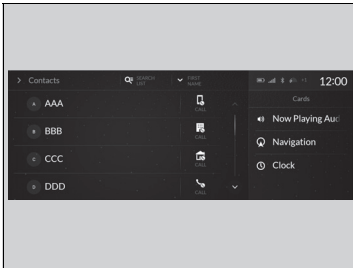 Contacts
SEARCH LIST
FIRST NAME
12:00
A AAA
CALL
B BBB
CALL
C CCC
CALL
D DDD
CALL
Cards
Now Playing Aud
Navigation
Clock